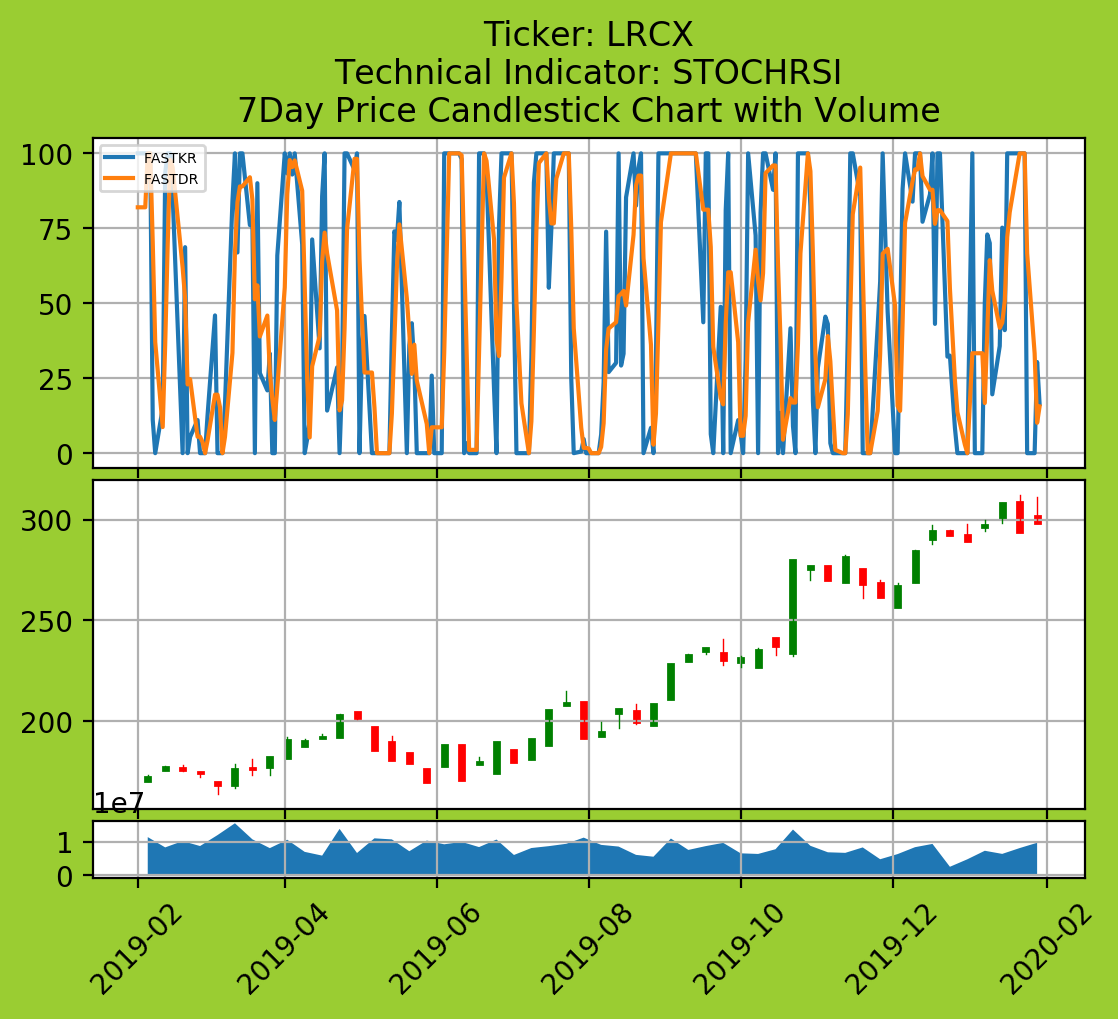 Ticker: LRCX
Technical Indicator: STOCHRSI
7Day Price Candlestick Chart with Volume
100
75
50
25
0
FASTKR
FASTDR
300
250
200
1e7
1
0
2019-02
2019-04
2019-06
2019-08
2019-10
2019-12
2020-02